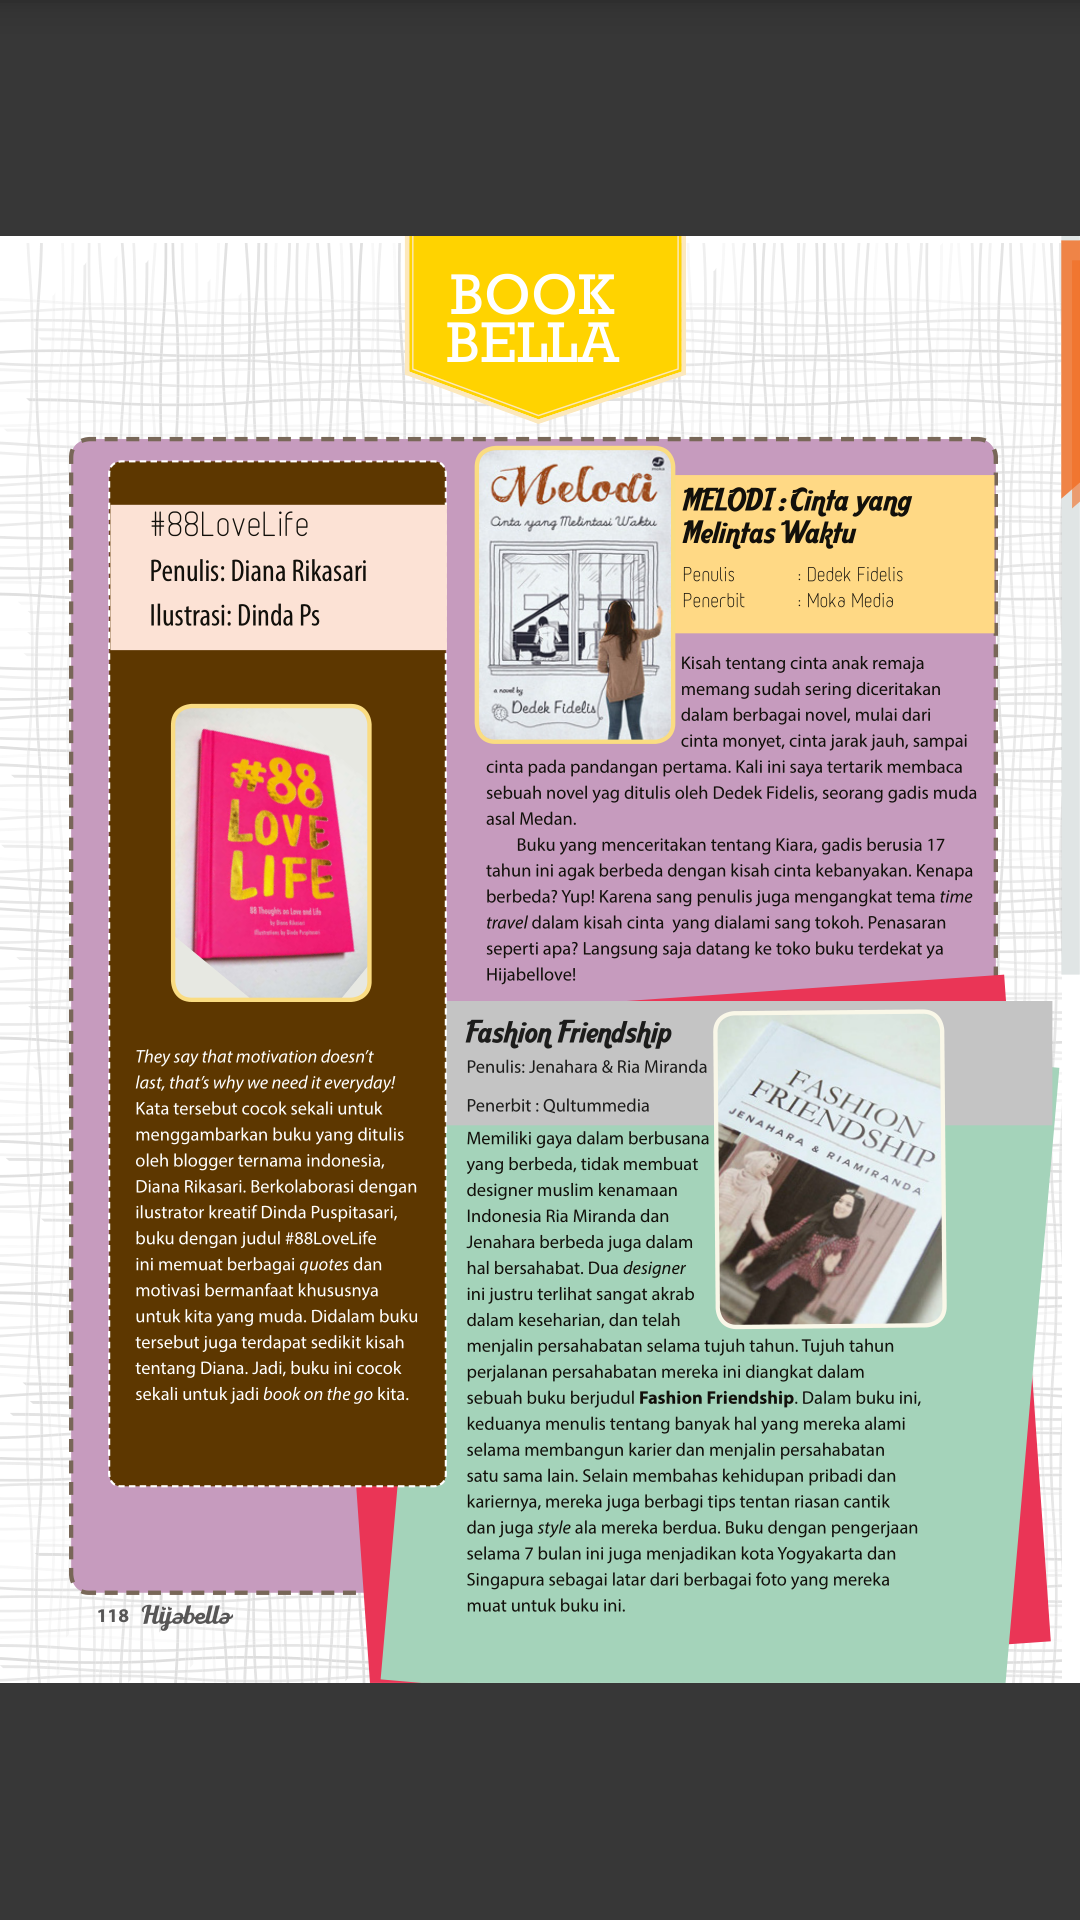 BOOK
BELLA
#88LoveLife
Penulis: Diana Rikasari
Ilustrasi: Dinda Ps
#88
LOVE
LIFE
88 Thoughts on Love and Life
by Diana Rikasari
Illustrations by Dinda Puspitasari
They say that motivation doesn't
last, that's why we need it everyday!
Kata tersebut cocok sekali untuk
menggambarkan buku yang ditulis
oleh blogger ternama indonesia,
Diana Rikasari. Berkolaborasi dengan
ilustrator kreatif Dinda Puspitasari,
buku dengan judul #88LoveLife
ini memuat berbagai quotes dan
motivasi bermanfaat khususnya
untuk kita yang muda. Didalam buku
tersebut juga terdapat sedikit kisah
tentang Diana. Jadi, buku ini cocok
sekali untuk jadi book on the go kita.
Melodi
Cinta yang Melintasi Waktu
a novel by
Dedek Fidelis
MELODI : Cinta yang
Melintas Waktu
Penulis : Dedek Fidelis
Penerbit : Moka Media
Kisah tentang cinta anak remaja
memang sudah sering diceritakan
dalam berbagai novel, mulai dari
cinta monyet, cinta jarak jauh, sampai
cinta pada pandangan pertama. Kali ini saya tertarik membaca
sebuah novel yag ditulis oleh Dedek Fidelis, seorang gadis muda
asal Medan.
Buku yang menceritakan tentang Kiara, gadis berusia 17
tahun ini agak berbeda dengan kisah cinta kebanyakan. Kenapa
berbeda? Yup! Karena sang penulis juga mengangkat tema time
travel dalam kisah cinta yang dialami sang tokoh. Penasaran
seperti apa? Langsung saja datang ke toko buku terdekat ya
Hijabellove!
Fashion Friendship
Penulis: Jenahara & Ria Miranda
Penerbit : Qultummedia
FASHION
FRIENDSHIP
JENAHARA & RIAMIRANDA
Memiliki gaya dalam berbusana
yang berbeda, tidak membuat
designer muslim kenamaan
Indonesia Ria Miranda dan
Jenahara berbeda juga dalam
hal bersahabat. Dua designer
ini justru terlihat sangat akrab
dalam keseharian, dan telah
menjalin persahabatan selama tujuh tahun. Tujuh tahun
perjalanan persahabatan mereka ini diangkat dalam
sebuah buku berjudul Fashion Friendship. Dalam buku ini,
keduanya menulis tentang banyak hal yang mereka alami
selama membangun karier dan menjalin persahabatan
satu sama lain. Selain membahas kehidupan pribadi dan
kariernya, mereka juga berbagi tips tentan riasan cantik
dan juga style ala mereka berdua. Buku dengan pengerjaan
selama 7 bulan ini juga menjadikan kota Yogyakarta dan
Singapura sebagai latar dari berbagai foto yang mereka
muat untuk buku ini.
118 Hijabella